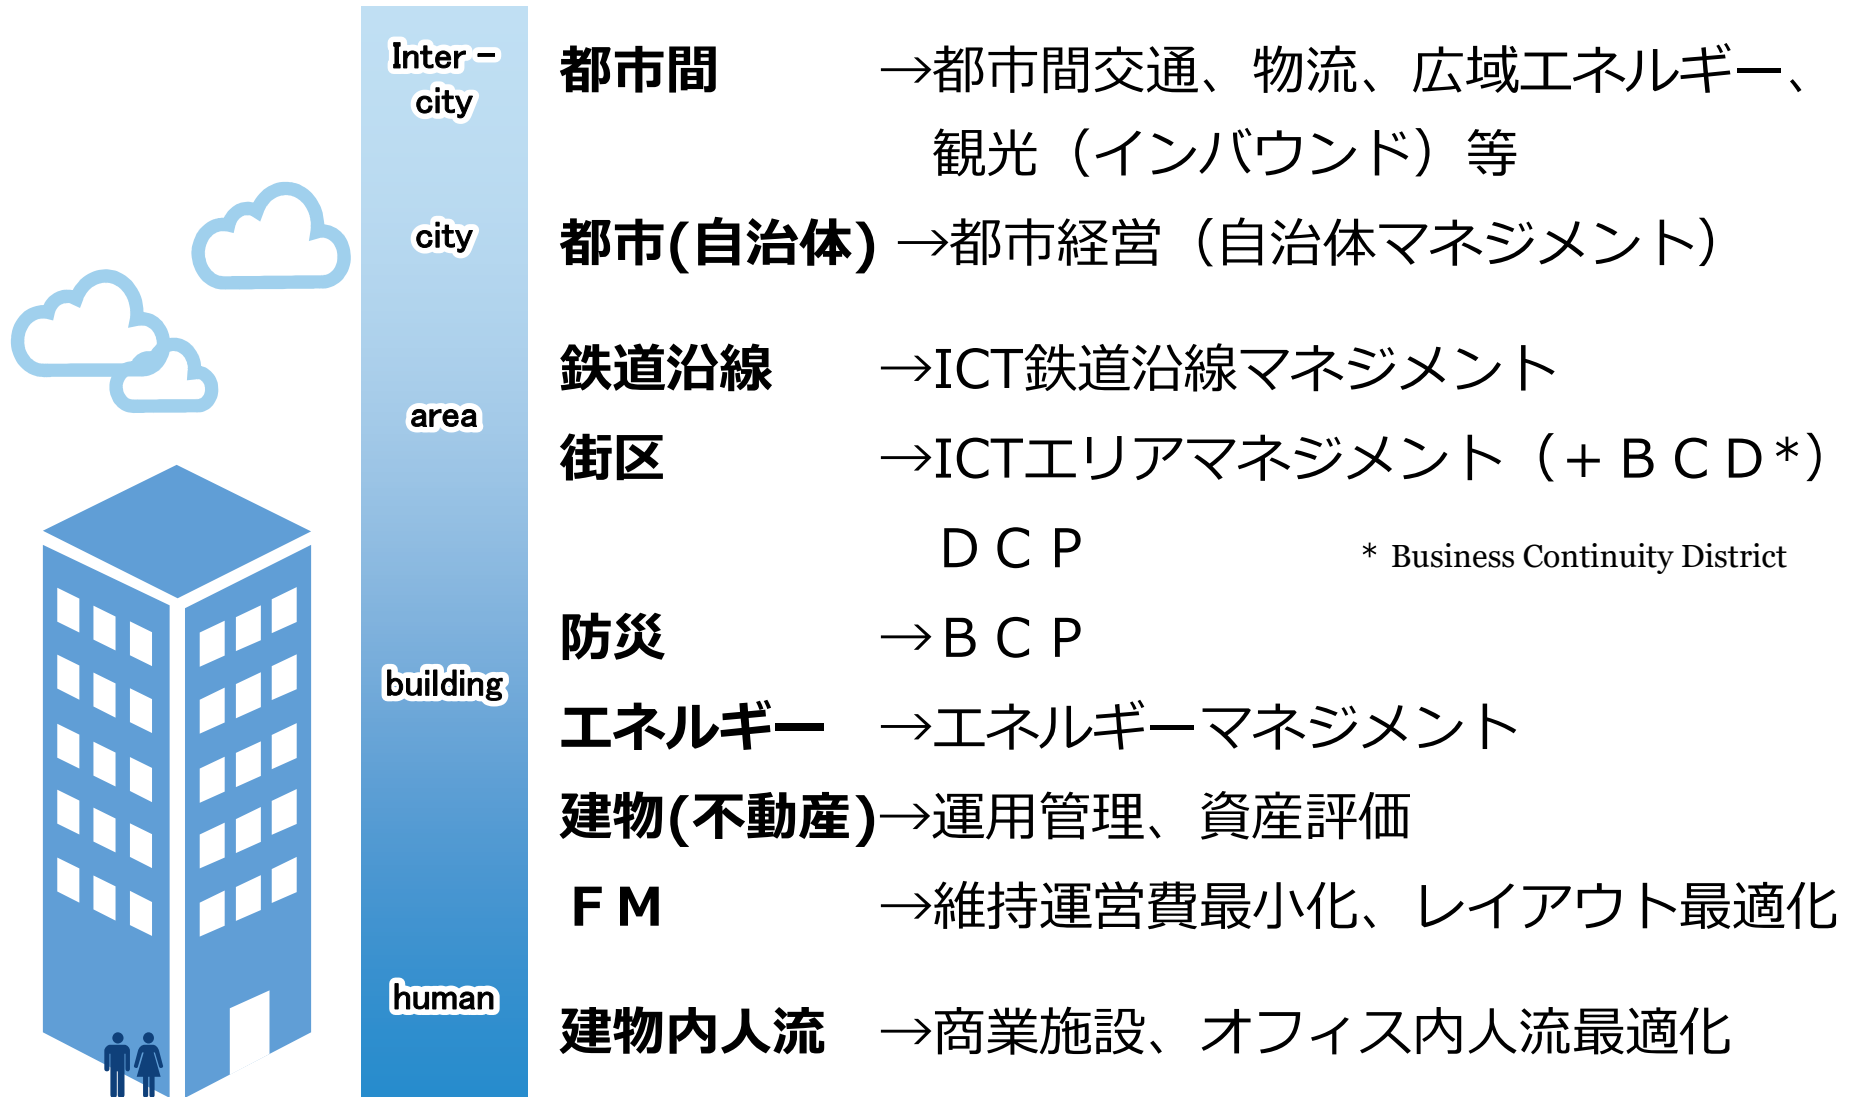 Inter－
city
都市間 →都市間交通、物流、広域エネルギー、
観光（インバウンド）等
city
都市(自治体) →都市経営（自治体マネジメント）
area
鉄道沿線 →ICT鉄道沿線マネジメント
街区 →ICTエリアマネジメント（＋ＢＣＤ*）
ＤＣＰ
* Business Continuity District
building
防災 →ＢＣＰ
エネルギー →エネルギーマネジメント
建物(不動産)→運用管理、資産評価
ＦＭ →維持運営費最小化、レイアウト最適化
human
建物内人流 →商業施設、オフィス内人流最適化